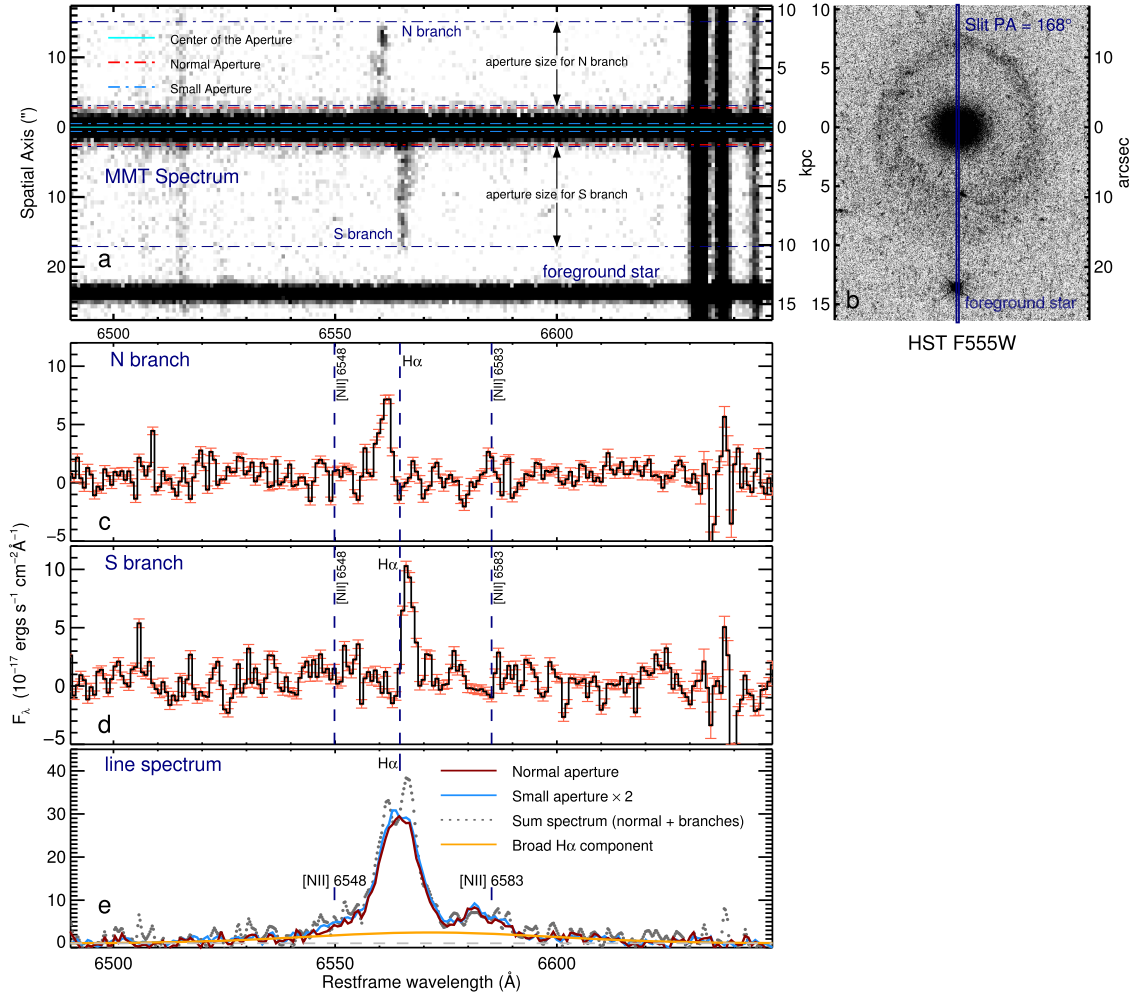 Center of the Aperture
Normal Aperture
Small Aperture
N branch
aperture size for N branch
MMT Spectrum
aperture size for S branch
S branch
a
foreground star
Spatial Axis (")
10
0
10
20
10
5
0
5
10
15
kpc
6500
6550
6600
Slit PA = 168°
10
5
0
5
10
15
10
0
10
20
arcsec
b
foreground star
HST F555W
N branch
[NII] 6548
Hα
[NII] 6583
10
5
0
−5
c
S branch
[NII] 6548
Hα
[NII] 6583
10
5
0
−5
d
F_λ (10⁻¹⁷ ergs s⁻¹ cm⁻²Å⁻¹)
line spectrum
Hα
Normal aperture
Small aperture × 2
Sum spectrum (normal + branches)
Broad Hα component
[NII] 6548
[NII] 6583
40
30
20
10
0
e
6500
6550
6600
Restframe wavelength (Å)